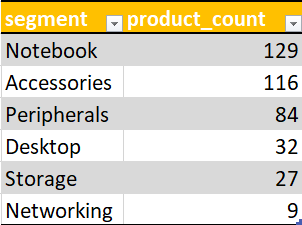 segment product_count
Notebook 129
Accessories 116
Peripherals 84
Desktop 32
Storage 27
Networking 9